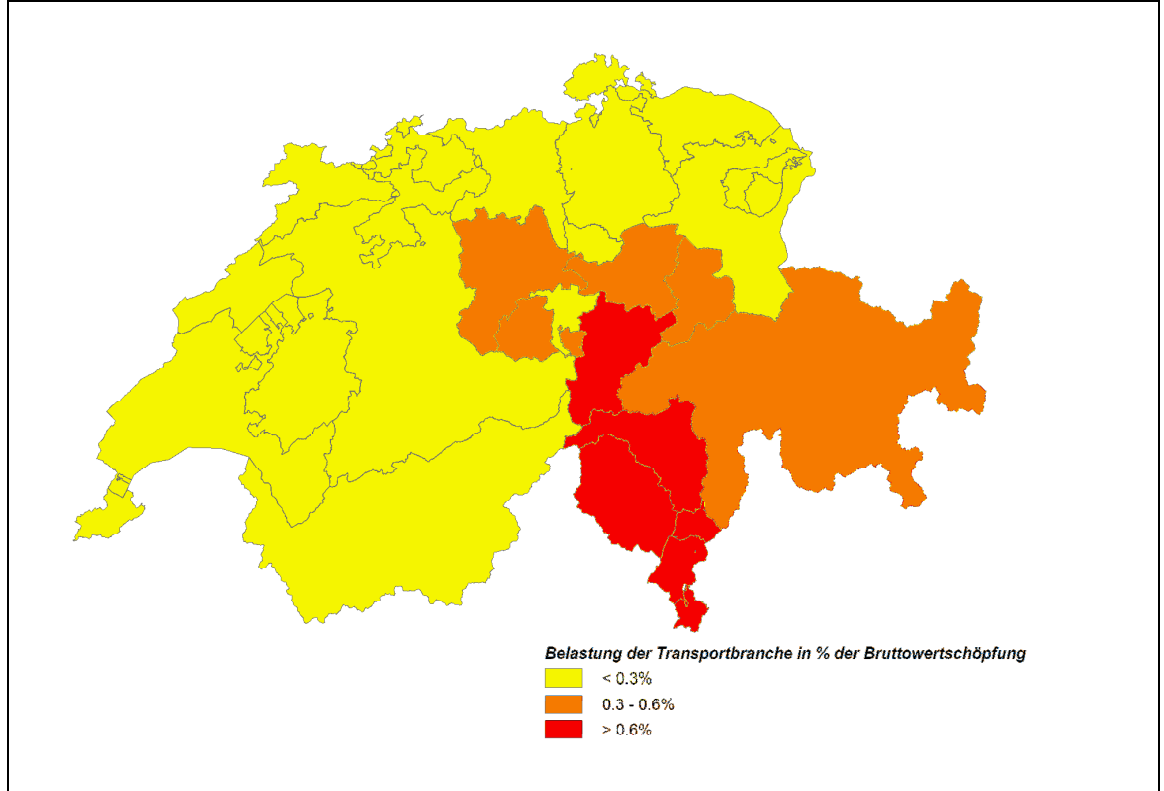 Belastung der Transportbranche in % der Bruttowertschöpfung
< 0.3%
0.3 - 0.6%
> 0.6%